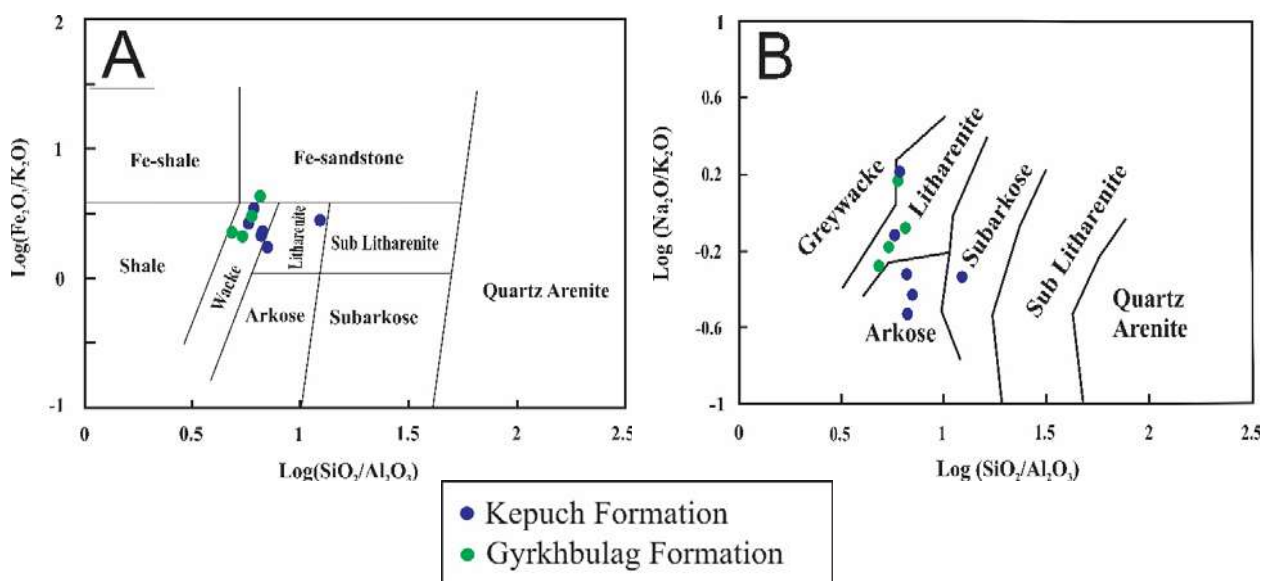 A
2
1
0
-1
Log(Fe₂O₃/K₂O)
Fe-shale
Fe-sandstone
Shale
Wacke
Litharenite
Sub Litharenite
Arkose
Subarkose
Quartz Arenite
0
0.5
1
1.5
2
2.5
Log(SiO₂/Al₂O₃)
B
1
0.6
0.2
-0.2
-0.6
-1
Log (Na₂O/K₂O)
Greywacke
Litharenite
Arkose
Subarkose
Sub Litharenite
Quartz
Arenite
0
0.5
1
0.5
2
2.5
Log (SiO₂/Al₂O₃)
Kepuch Formation
Gyrkhbulag Formation